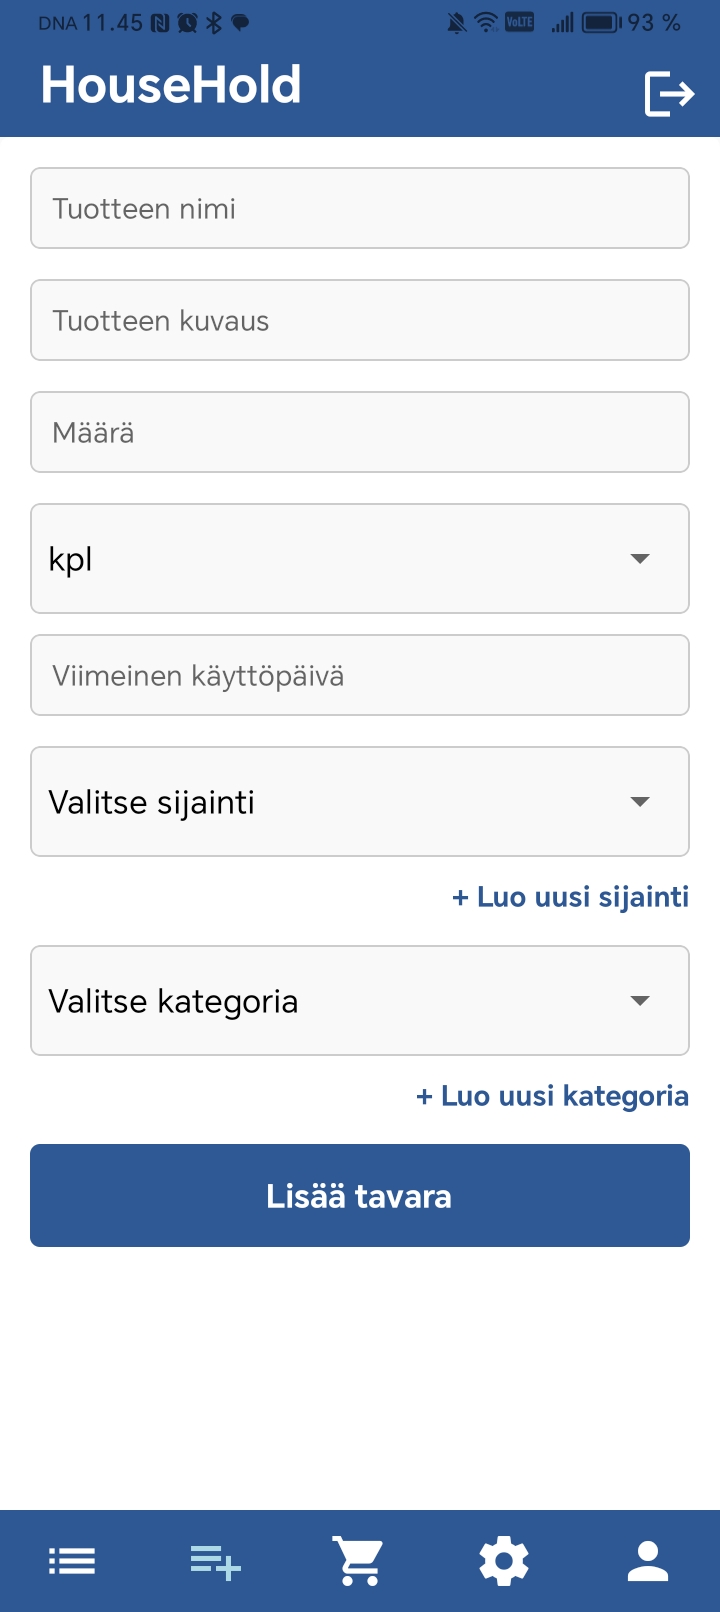 DNA 11.45 VoLTE 93 %
HouseHold
Tuotteen nimi
Tuotteen kuvaus
Määrä
kpl
Viimeinen käyttöpäivä
Valitse sijainti
+ Luo uusi sijainti
Valitse kategoria
+ Luo uusi kategoria
Lisää tavara